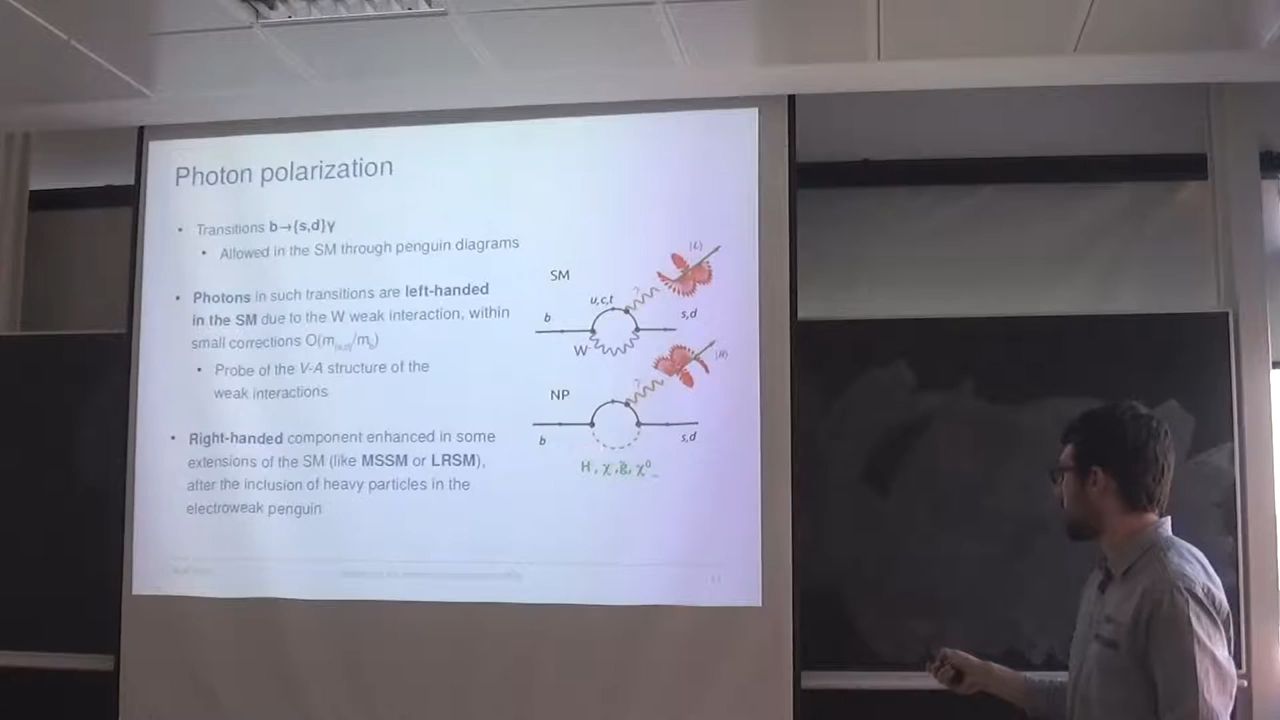 Photon polarization
• Transitions b→{s,d}γ
• Allowed in the SM through penguin diagrams
• Photons in such transitions are left-handed
in the SM due to the W weak interaction, within
small corrections O(m /m )
• Probe of the V-A structure of the
weak interactions
• Right-handed component enhanced in some
extensions of the SM (like MSSM or LRSM),
after the inclusion of heavy particles in the
electroweak penguin
SM
(L)
u,c,t
b
s,d
W
NP
(R)
b
s,d